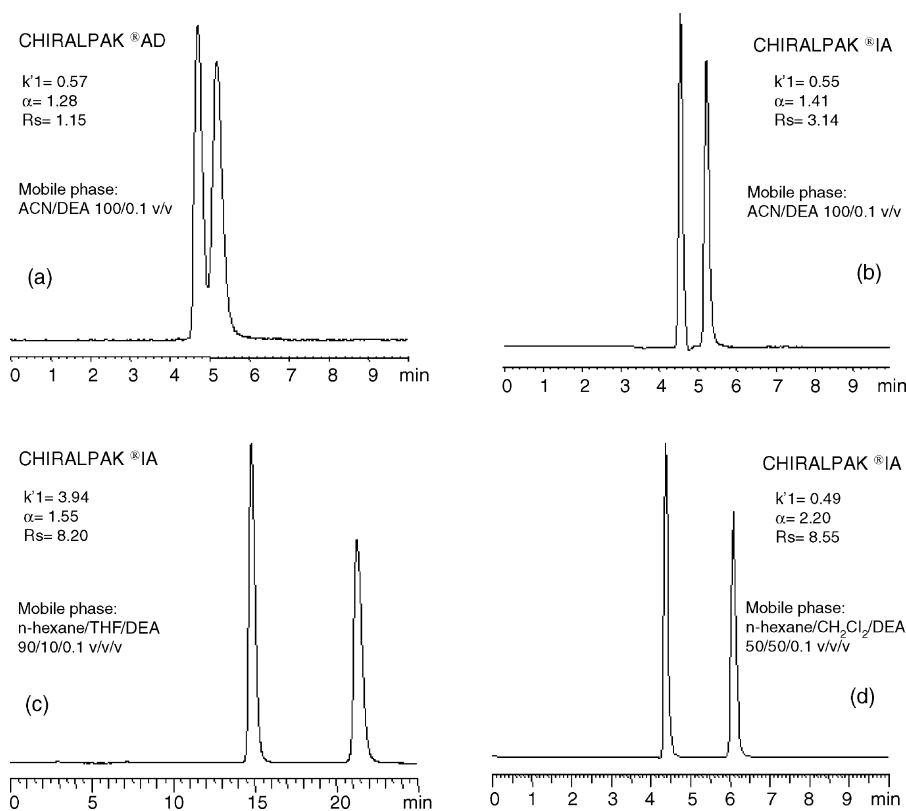 CHIRALPAK ®AD
k'1= 0.57
α= 1.28
Rs= 1.15
Mobile phase:
ACN/DEA 100/0.1 v/v
(a)
0 1 2 3 4 5 6 7 8 9 min
CHIRALPAK ®IA
k'1= 0.55
α= 1.41
Rs= 3.14
Mobile phase:
ACN/DEA 100/0.1 v/v
(b)
0 1 2 3 4 5 6 7 8 9 min
CHIRALPAK ®IA
k'1= 3.94
α= 1.55
Rs= 8.20
Mobile phase:
n-hexane/THF/DEA
90/10/0.1 v/v/v
(c)
0 5 10 15 20 min
CHIRALPAK ®IA
k'1= 0.49
α= 2.20
Rs= 8.55
Mobile phase:
n-hexane/CH₂Cl₂/DEA
50/50/0.1 v/v/v
(d)
0 1 2 3 4 5 6 7 8 9 min